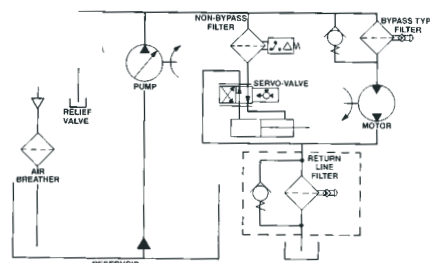 NON-BYPASS
FILTER
BYPASS TYP
FILTER
PUMP
SERVO-VALVE
RELIEF
VALVE
MOTOR
AIR
BREATHER
RETURN
LINE
FILTER